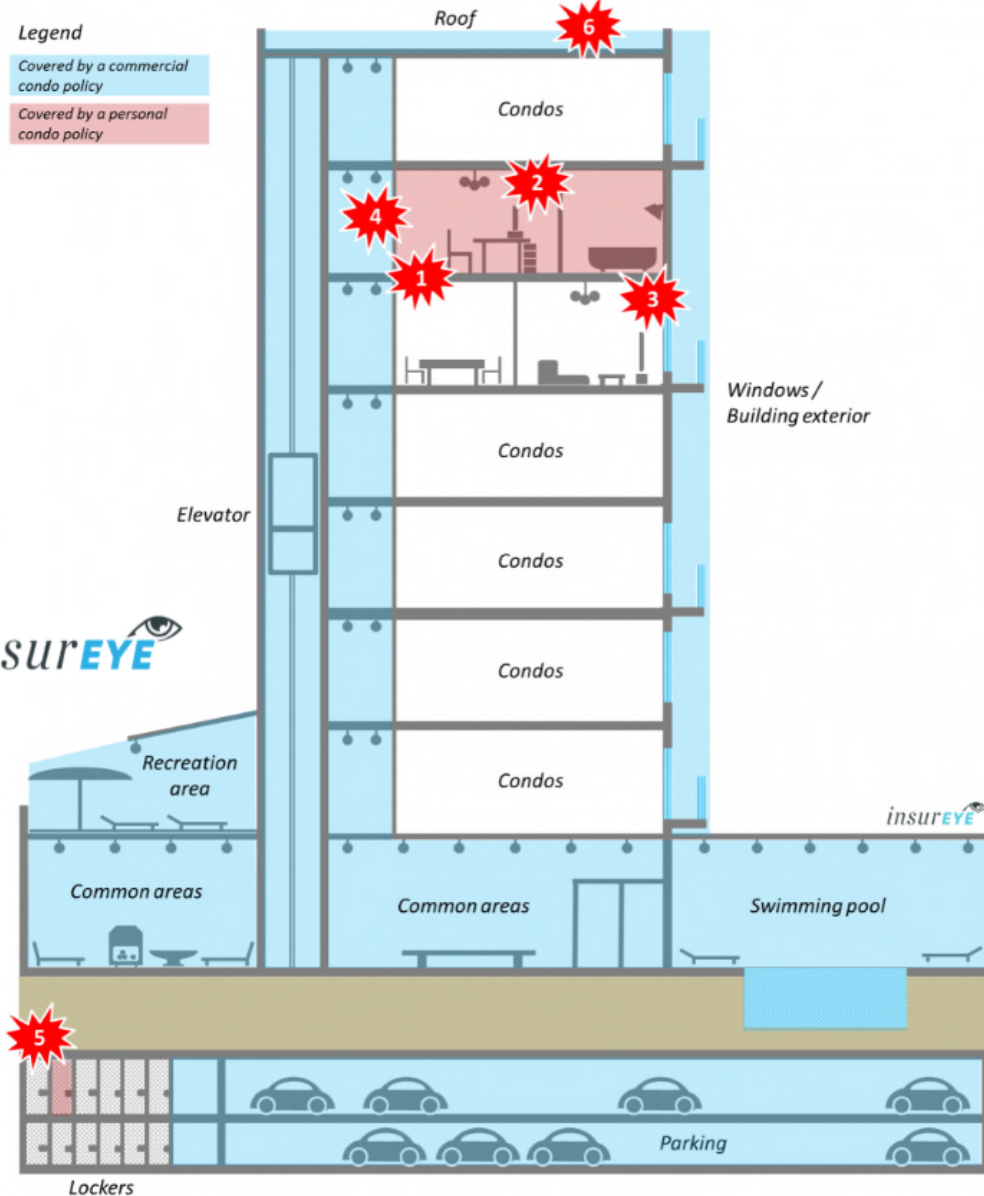 Roof
6
Legend
Covered by a commercial
condo policy
Covered by a personal
condo policy
Condos
2
4
1
3
Windows /
Building exterior
Condos
Elevator
Condos
surEYE
Condos
Recreation
area
Condos
insurEYE
Common areas
Common areas
Swimming pool
5
Parking
Lockers